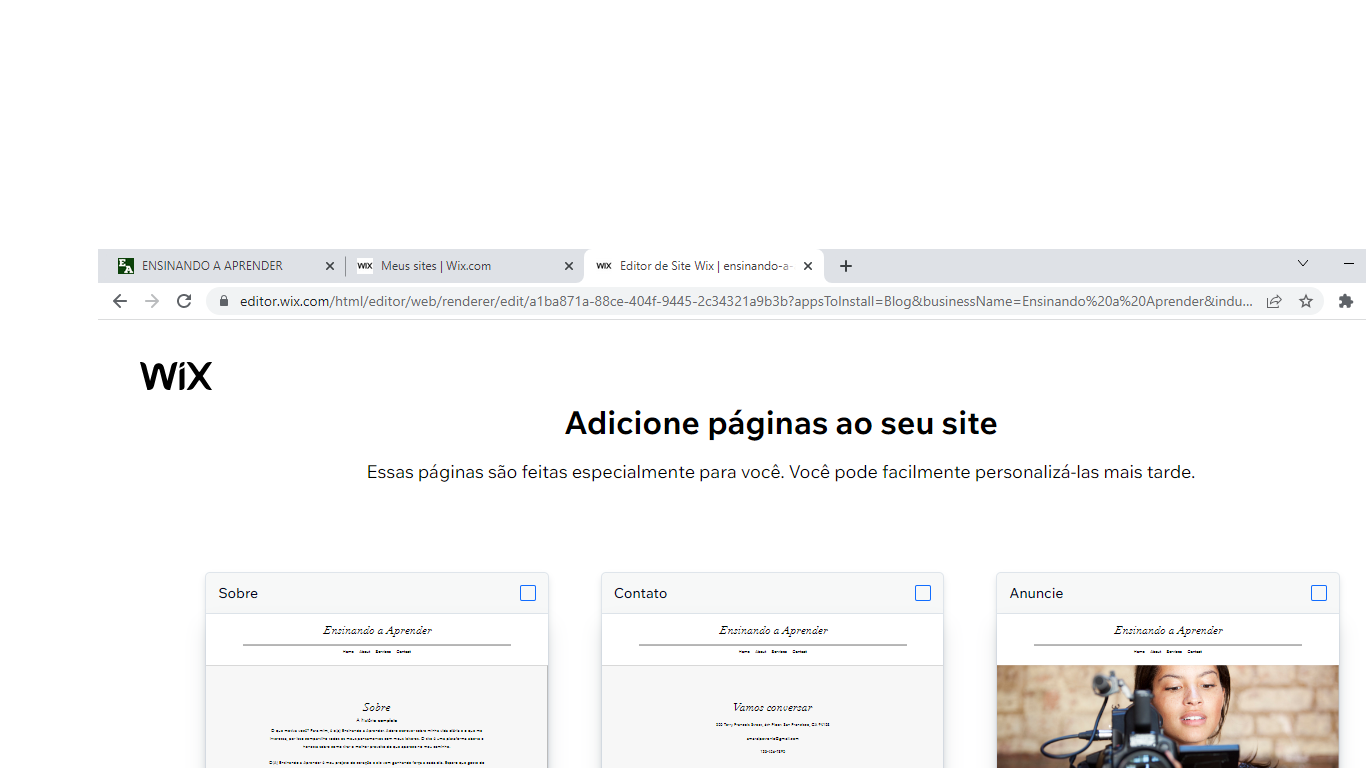 ENSINANDO A APRENDER
Meus sites | Wix.com
Editor de Site Wix | ensinando-a-
editor.wix.com/html/editor/web/renderer/edit/a1ba871a-88ce-404f-9445-2c34321a9b3b?appsToInstall=Blog&businessName=Ensinando%20a%20Aprender&indu...
WiX
Adicione páginas ao seu site
Essas páginas são feitas especialmente para você. Você pode facilmente personalizá-las mais tarde.
Sobre
Contato
Anuncie
Ensinando a Aprender
Ensinando a Aprender
Ensinando a Aprender
Home About Services Contact
Home About Services Contact
Home About Services Contact
Sobre
Vamos conversar